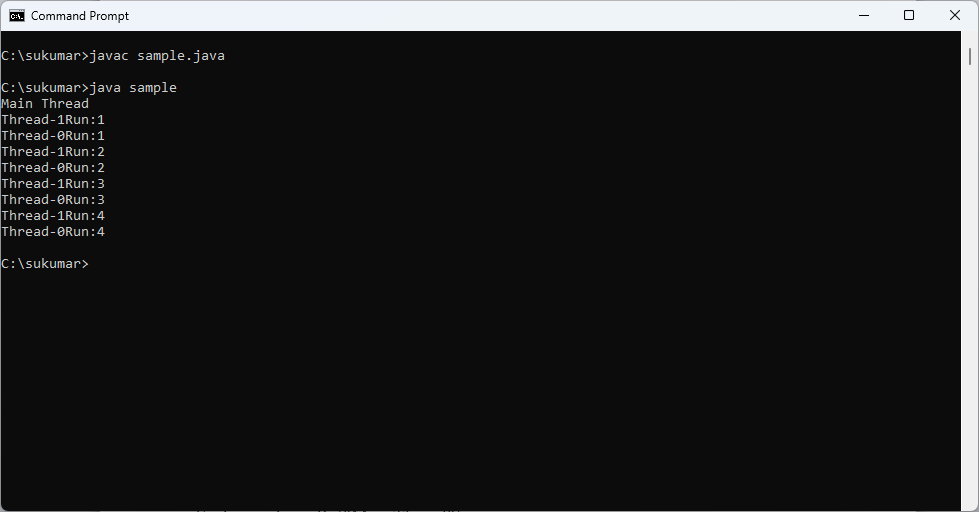 Command Prompt
C:\sukumar>javac sample.java
C:\sukumar>java sample
Main Thread
Thread-1Run:1
Thread-0Run:1
Thread-1Run:2
Thread-0Run:2
Thread-1Run:3
Thread-0Run:3
Thread-1Run:4
Thread-0Run:4
C:\sukumar>